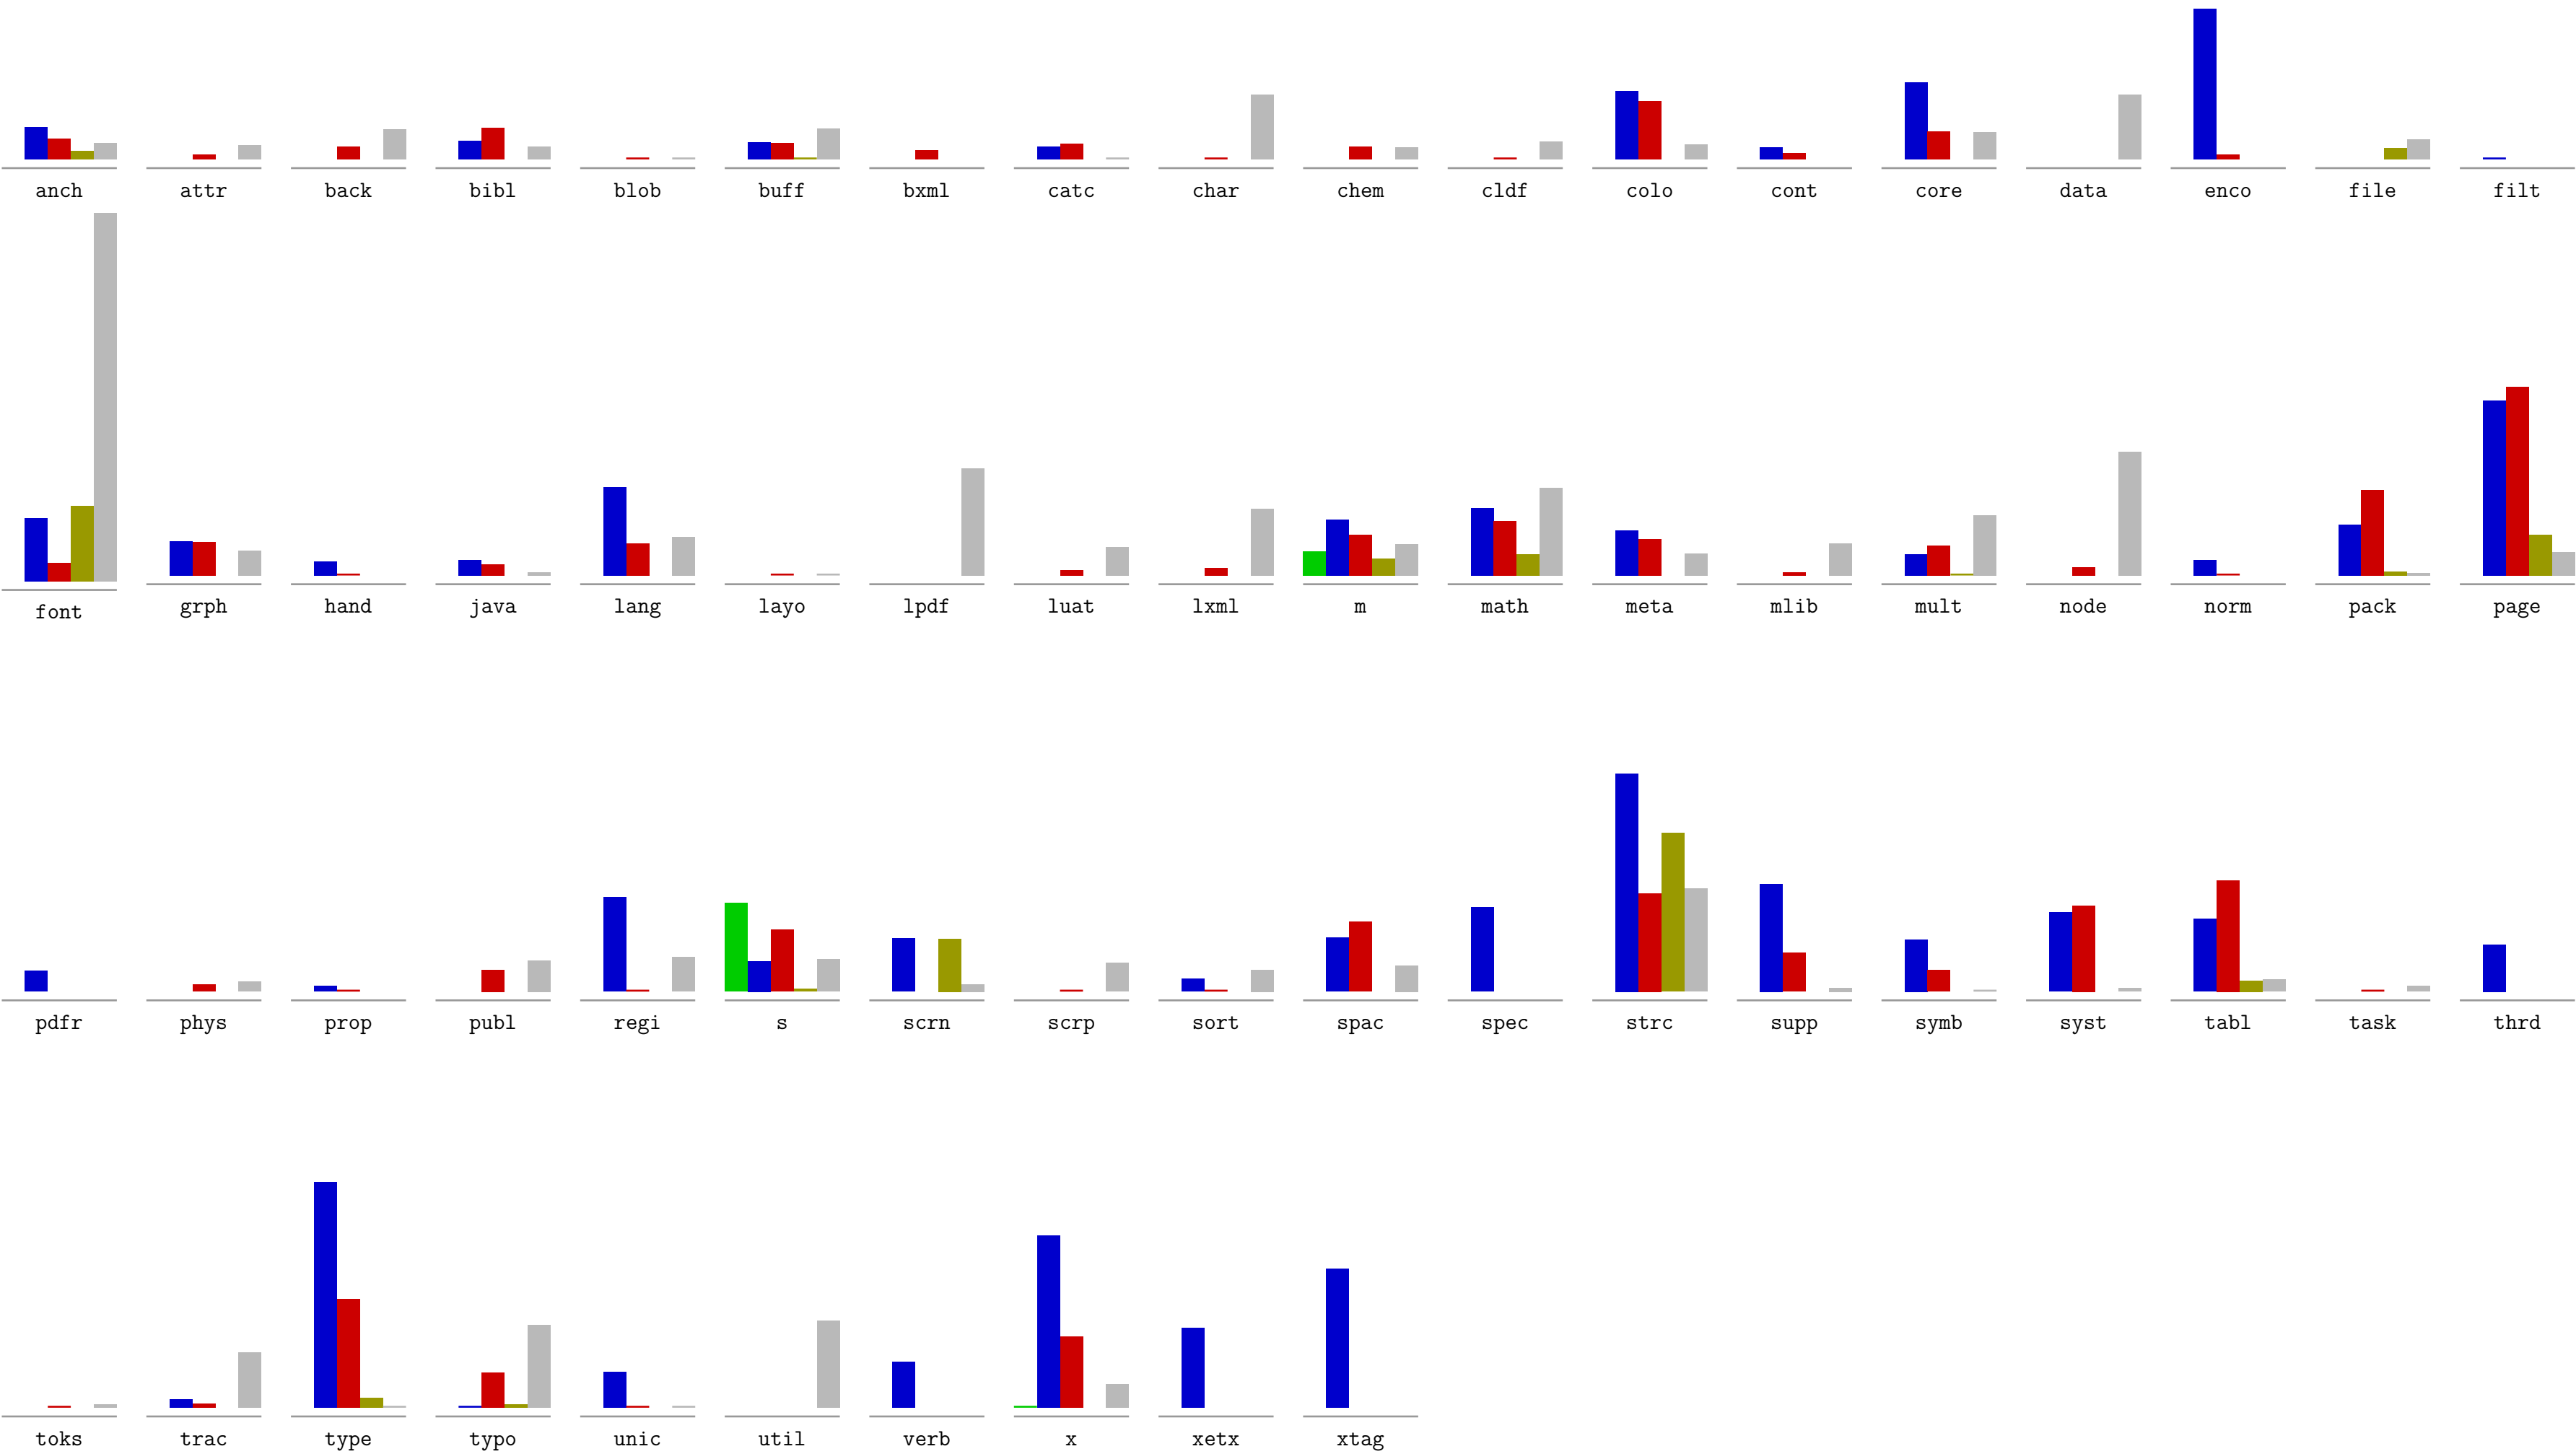 anch attr back bibl blob buff bxml catc char chem cldf colo cont core data enco file filt
font grph hand java lang layo lpdf luat lxml m math meta mlib mult node norm pack page
pdfr phys prop publ regi s scrn scrp sort spac spec strc supp symb syst tabl task thrd
toks trac type typo unic util verb x xetx xtag